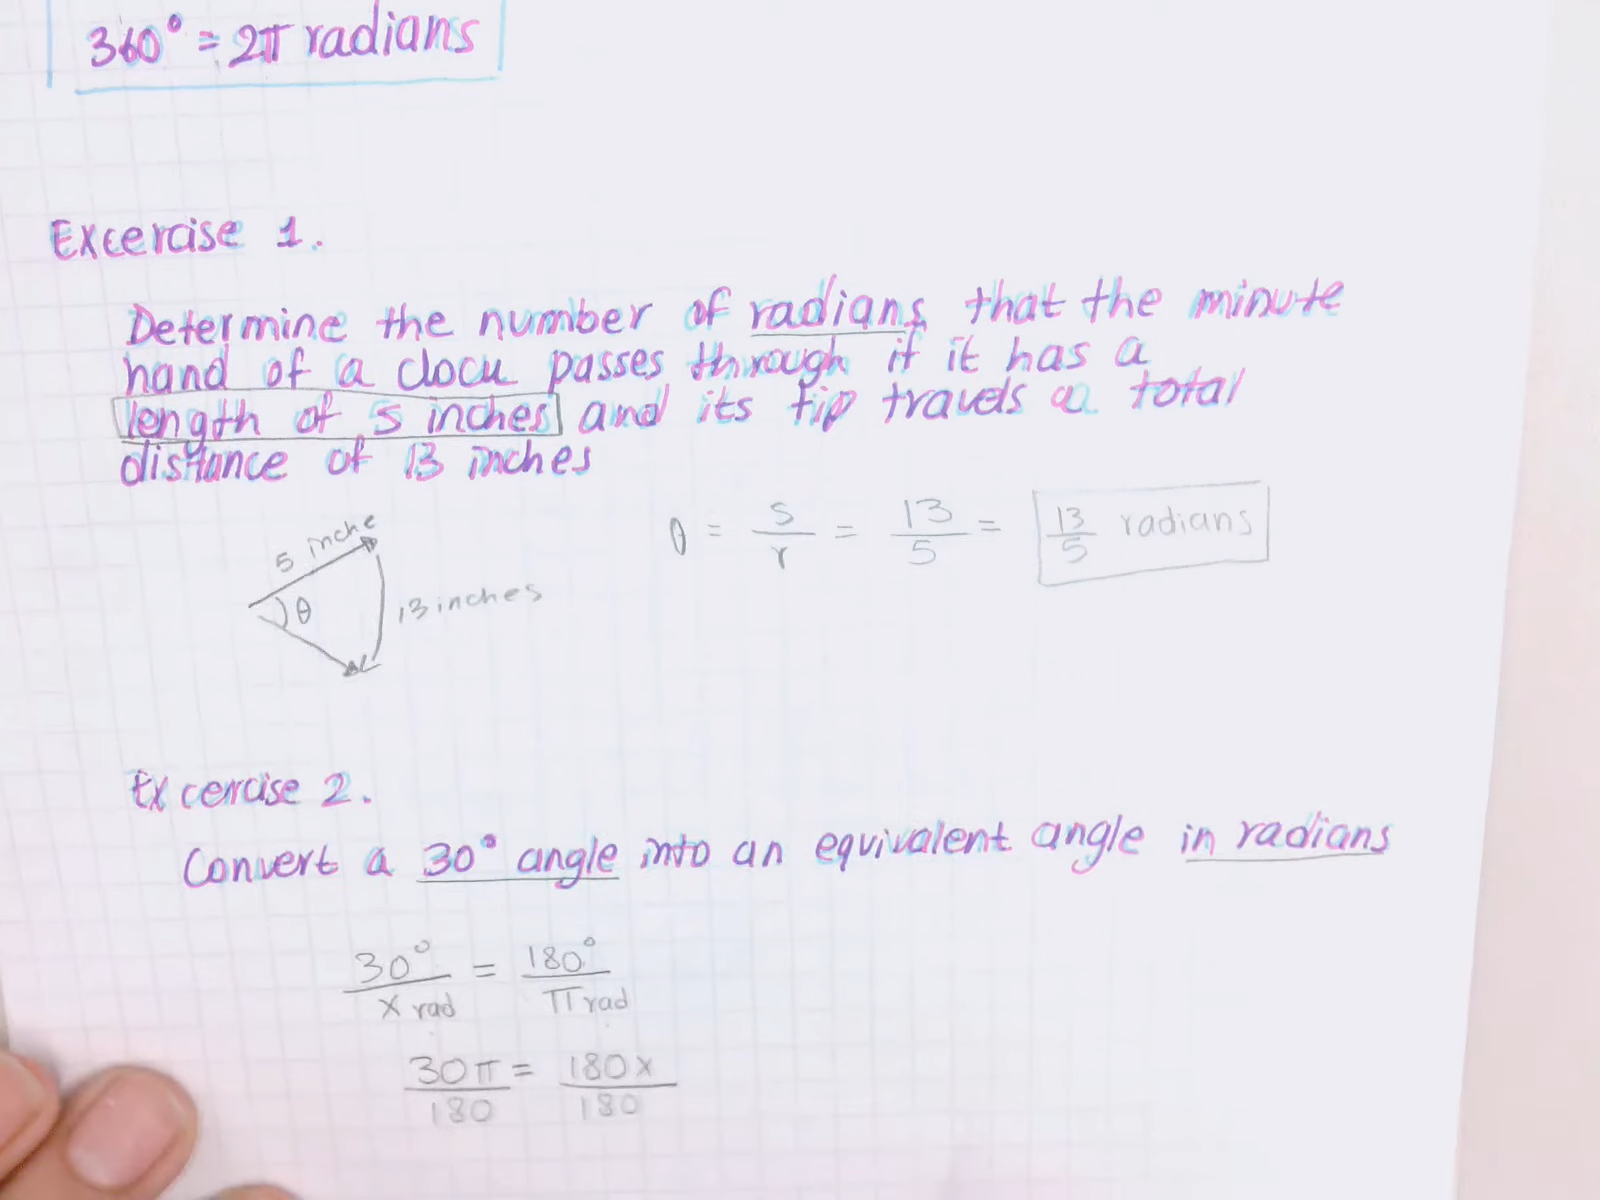 360° = 2π radians
Excercise 1.
Determine the number of radians that the minute
hand of a clock passes through if it has a
length of 5 inches and its tip travels a total
distance of 13 inches
5 inche
θ
13 inches
θ = s/r = 13/5 = 13/5 radians
Excercise 2.
Convert a 30° angle into an equivalent angle in radians
30°/x rad = 180°/π rad
30π/180 = 180x/180